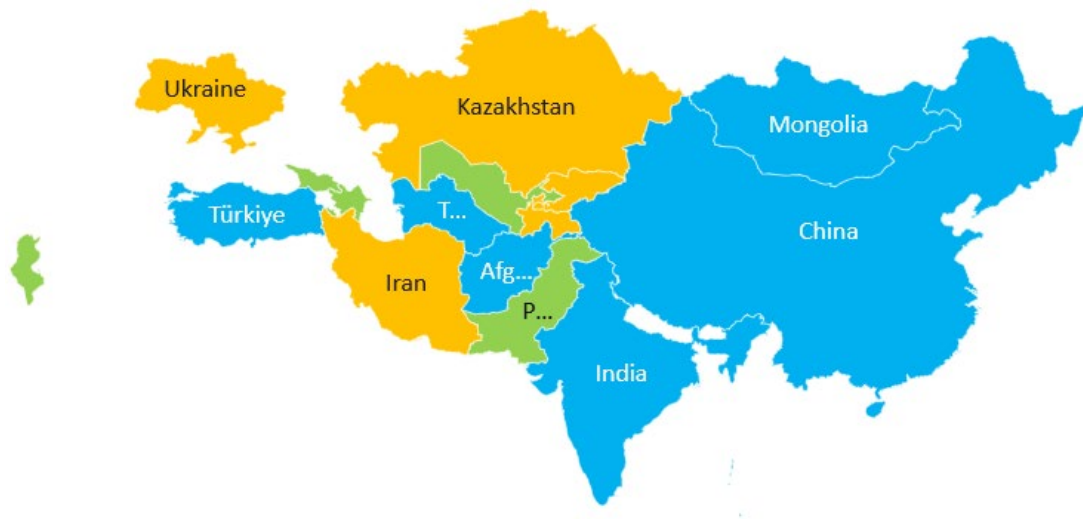 Ukraine
Kazakhstan
Mongolia
Türkiye
T...
China
Afg...
Iran
P...
India